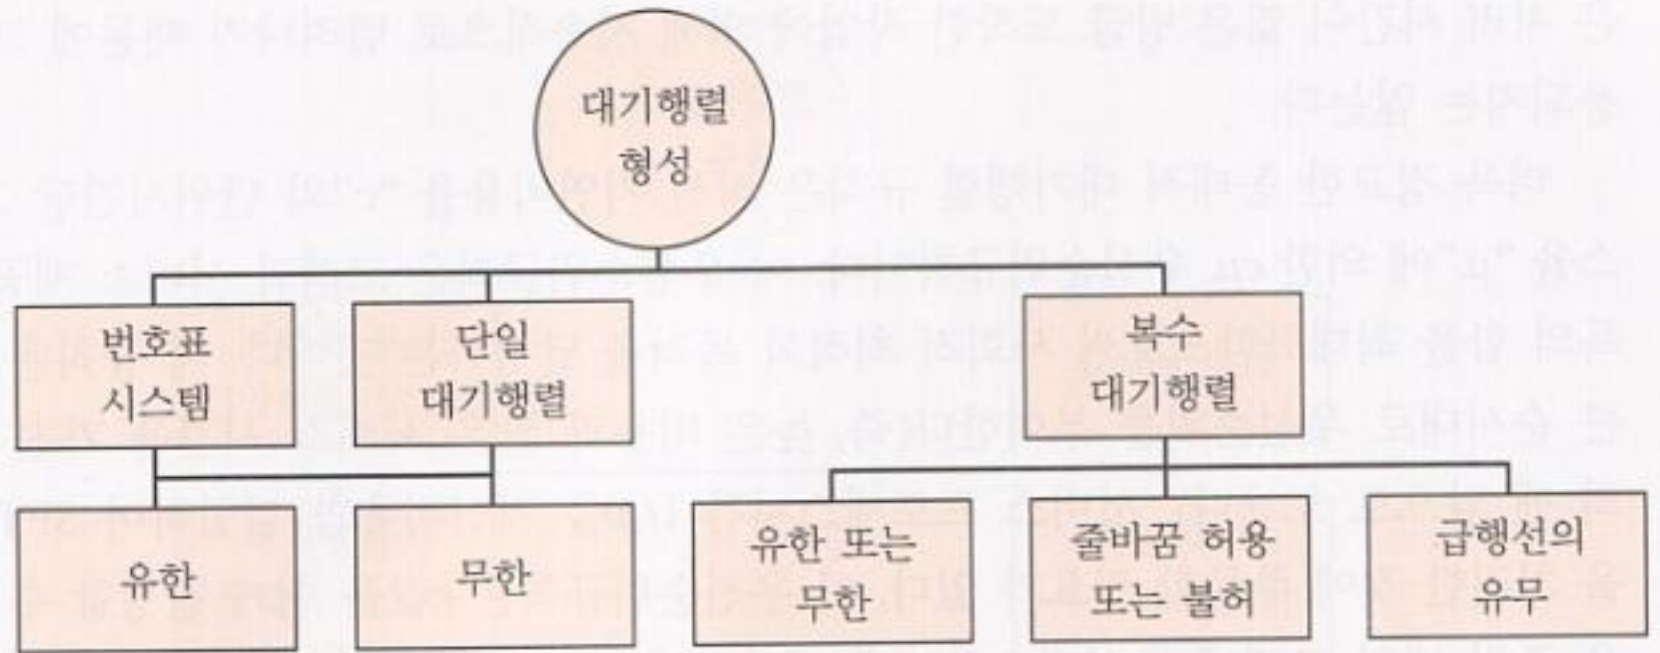 대기행렬
형성
번호표
시스템
단일
대기행렬
복수
대기행렬
유한
무한
유한 또는
무한
줄바꿈 허용
또는 불허
급행선의
유무